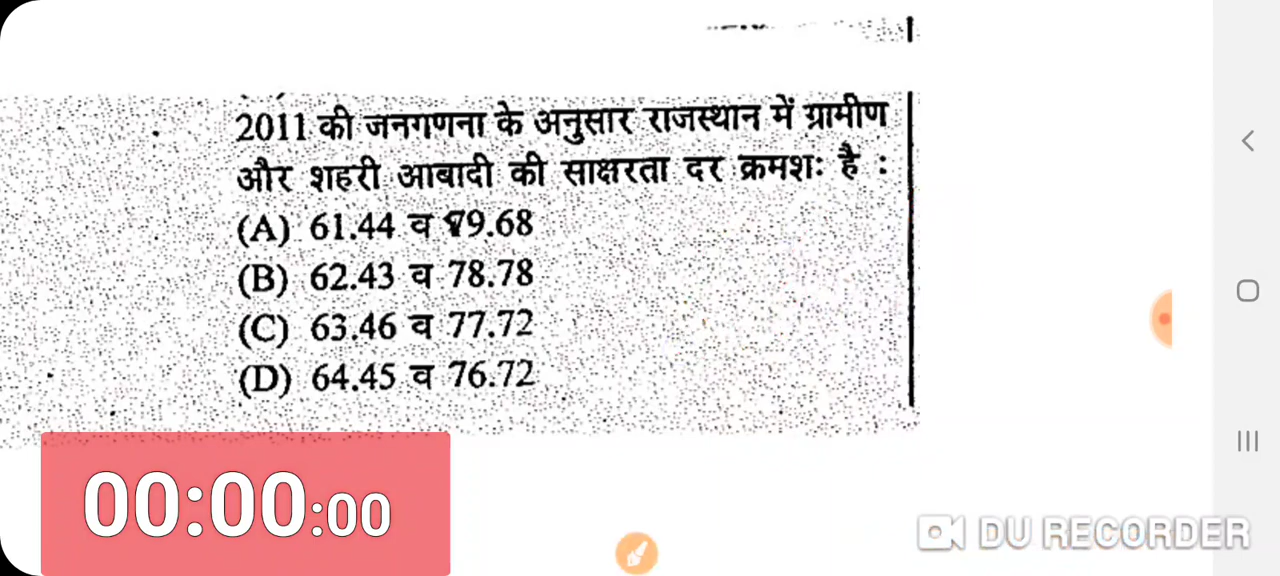 2011 की जनगणना के अनुसार राजस्थान में ग्रामीण
और शहरी आबादी की साक्षरता दर क्रमशः है :
(A) 61.44 व 79.68
(B) 62.43 व 78.78
(C) 63.46 व 77.72
(D) 64.45 व 76.72
00:00:00
DU RECORDER